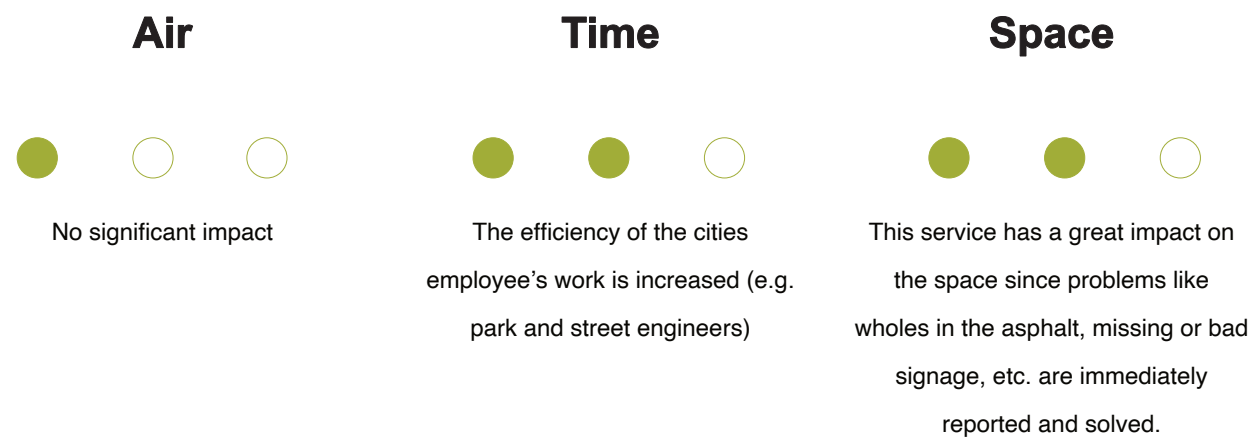 Air
Time
Space
No significant impact
The efficiency of the cities
employee's work is increased (e.g.
park and street engineers)
This service has a great impact on
the space since problems like
wholes in the asphalt, missing or bad
signage, etc. are immediately
reported and solved.